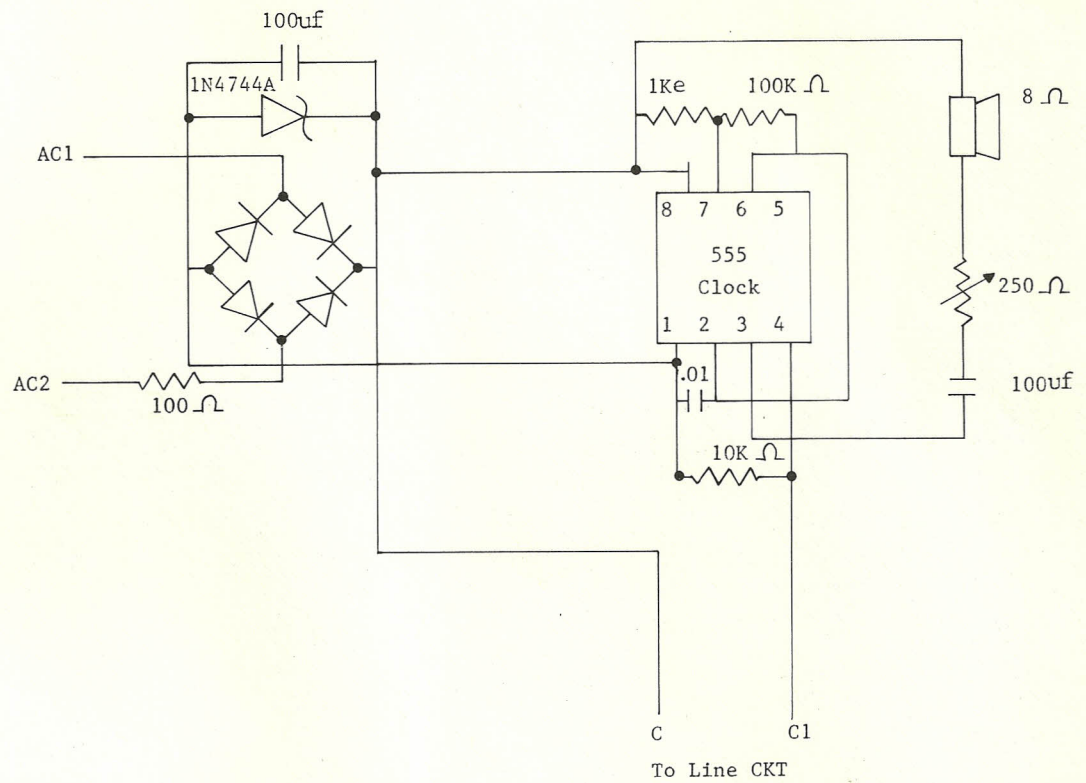 100uf
1N4744A
1Ke
100K Ω
8 Ω
AC1
8 7 6 5
555
Clock
250 Ω
1 2 3 4
.01
AC2
100 Ω
100uf
10K Ω
C
C1
To Line CKT